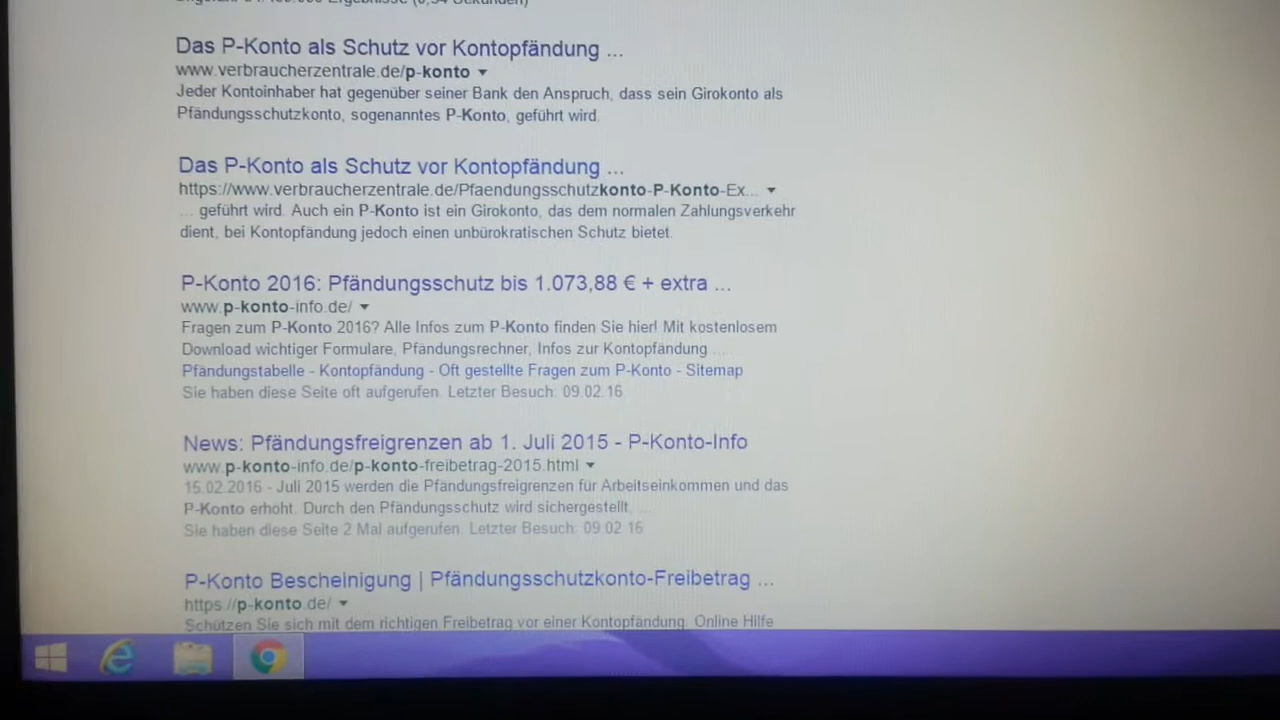 Das P-Konto als Schutz vor Kontopfändung ...
www.verbraucherzentrale.de/p-konto
Jeder Kontoinhaber hat gegenüber seiner Bank den Anspruch, dass sein Girokonto als
Pfändungsschutzkonto, sogenanntes P-Konto, geführt wird.
Das P-Konto als Schutz vor Kontopfändung ...
https://www.verbraucherzentrale.de/Pfaendungsschutzkonto-P-Konto-Ex...
... geführt wird. Auch ein P-Konto ist ein Girokonto, das dem normalen Zahlungsverkehr
dient, bei Kontopfändung jedoch einen unbürokratischen Schutz bietet.
P-Konto 2016: Pfändungsschutz bis 1.073,88 € + extra ...
www.p-konto-info.de/
Fragen zum P-Konto 2016? Alle Infos zum P-Konto finden Sie hier! Mit kostenlosem
Download wichtiger Formulare, Pfändungsrechner, Infos zur Kontopfändung ...
Pfändungstabelle - Kontopfändung - Oft gestellte Fragen zum P-Konto - Sitemap
Sie haben diese Seite oft aufgerufen. Letzter Besuch: 09.02.16
News: Pfändungsfreigrenzen ab 1. Juli 2015 - P-Konto-Info
www.p-konto-info.de/p-konto-freibetrag-2015.html
15.02.2016 - Juli 2015 werden die Pfändungsfreigrenzen für Arbeitseinkommen und das
P-Konto erhöht. Durch den Pfändungsschutz wird sichergestellt,
Sie haben diese Seite 2 Mal aufgerufen. Letzter Besuch: 09.02.16
P-Konto Bescheinigung | Pfändungsschutzkonto-Freibetrag ...
https://p-konto.de/
Schützen Sie sich mit dem richtigen Freibetrag vor einer Kontopfändung. Online Hilfe